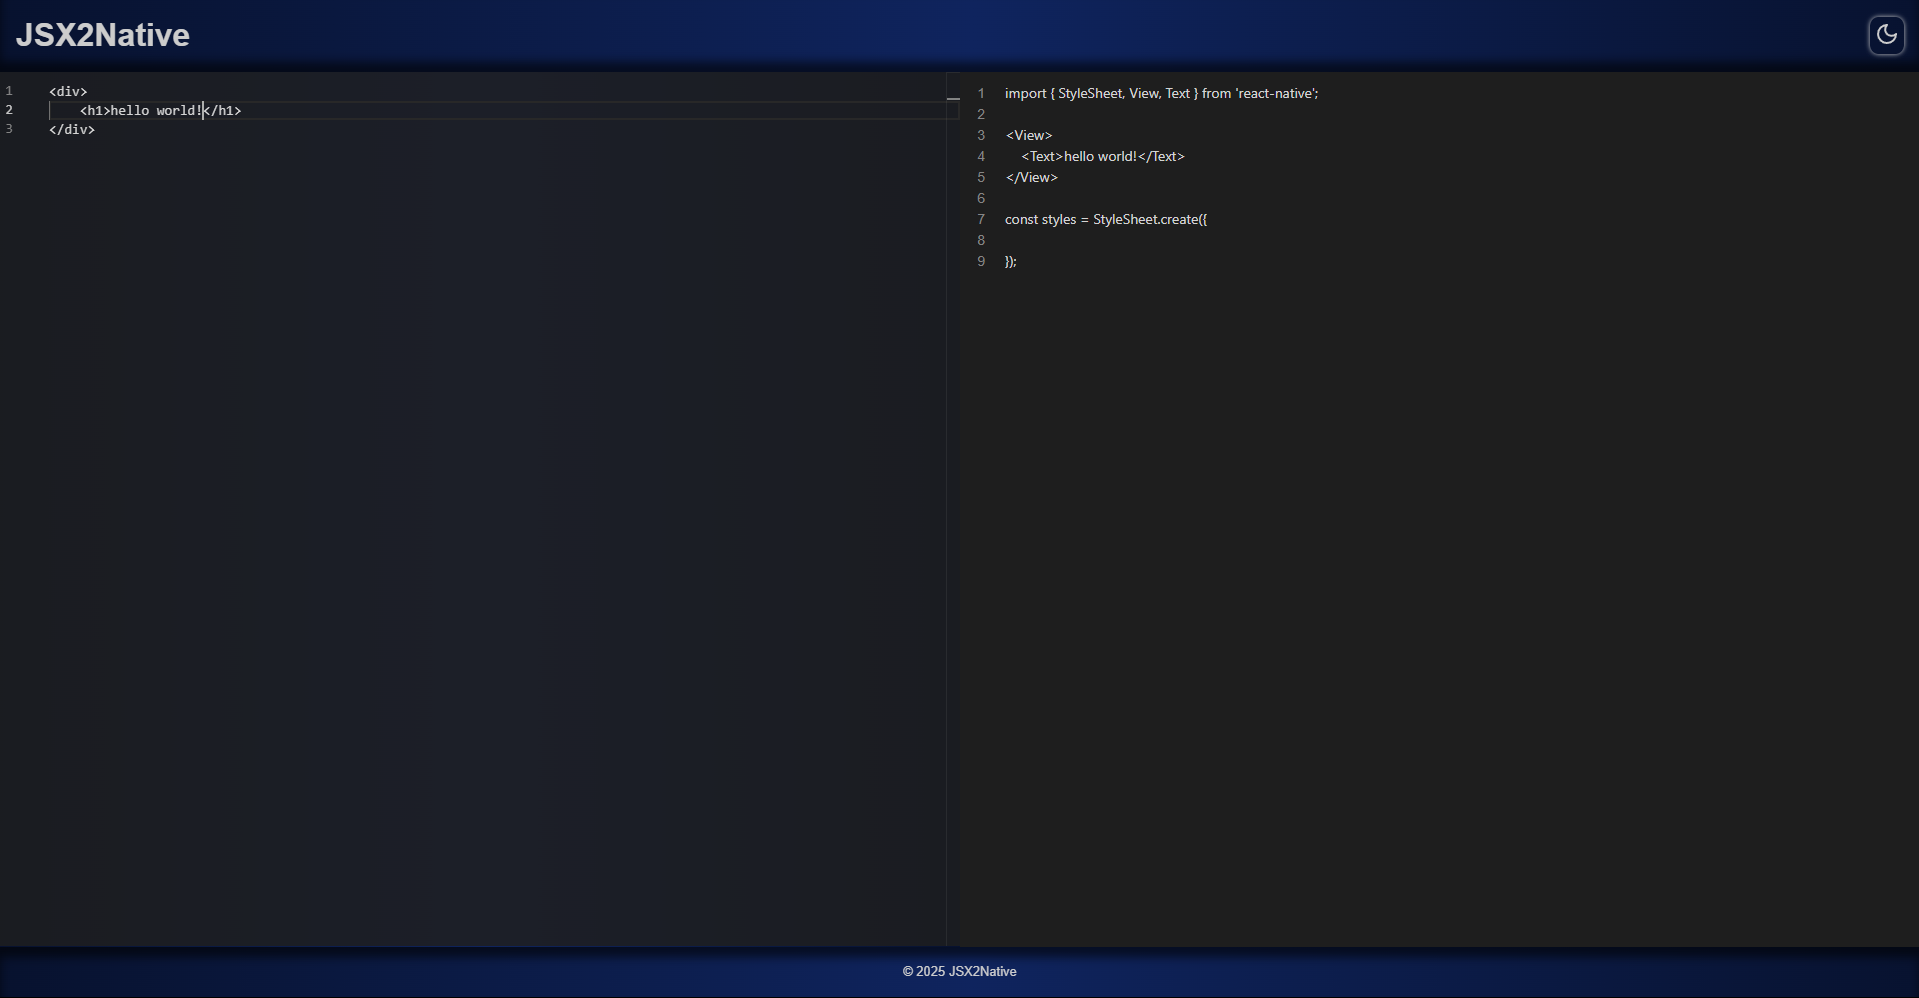 JSX2Native
1 <div>
2 <h1>hello world!</h1>
3 </div>
1 import { StyleSheet, View, Text } from 'react-native';
2
3 <View>
4 <Text>hello world!</Text>
5 </View>
6
7 const styles = StyleSheet.create({
8
9 });
© 2025 JSX2Native